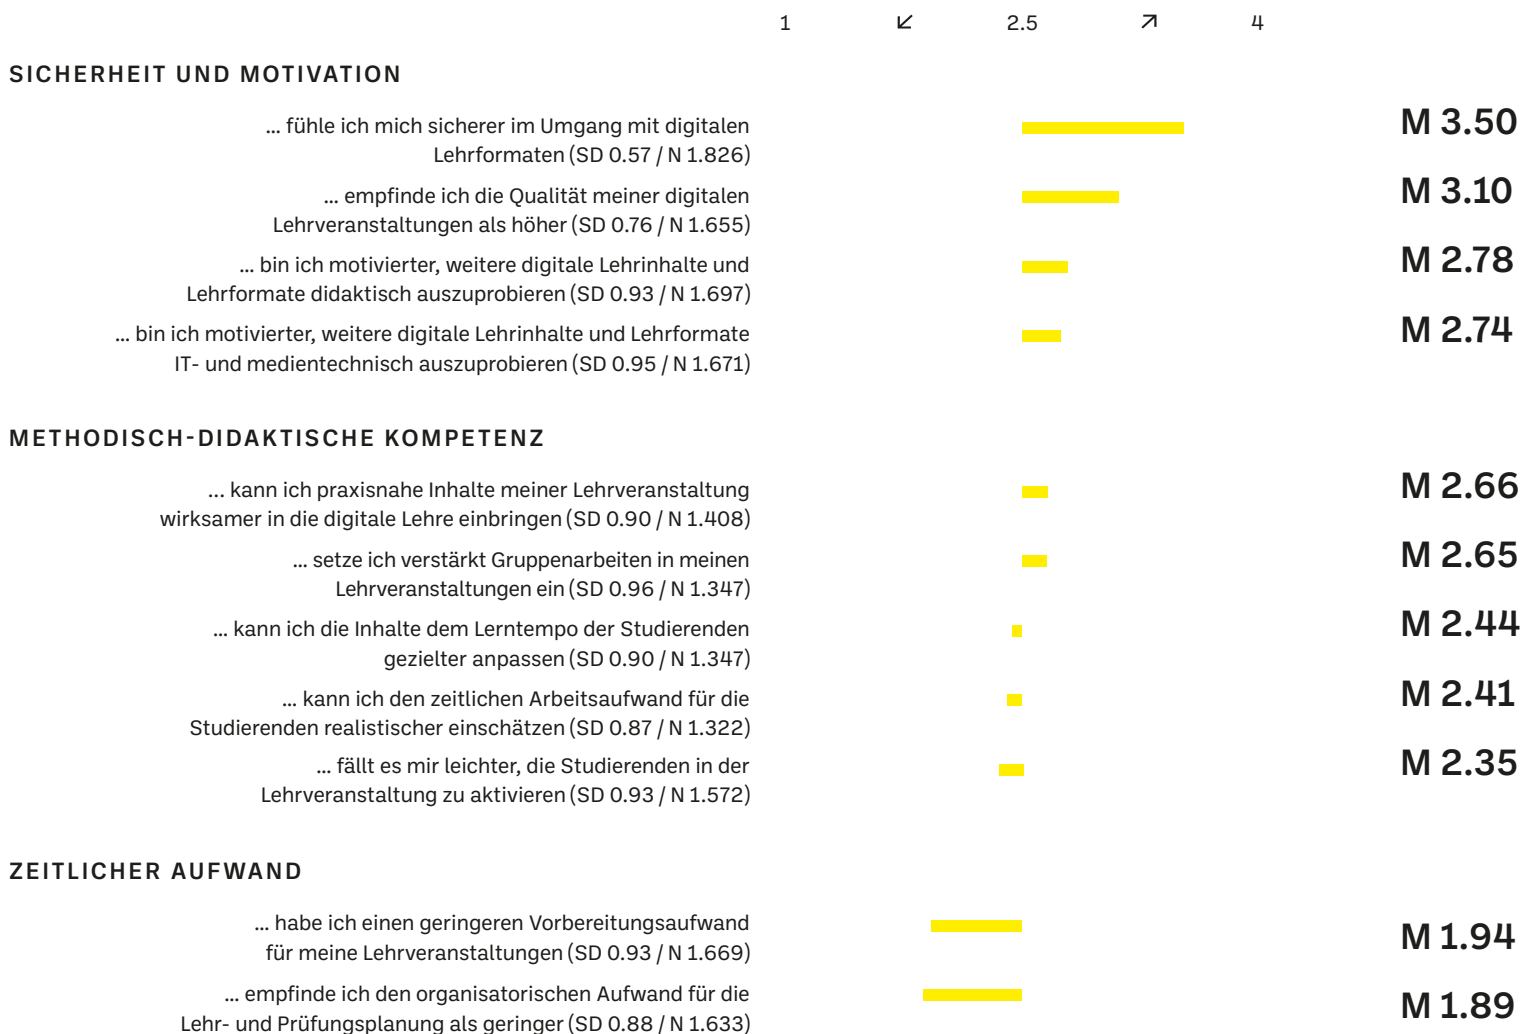 1 ↙ 2.5 ↗ 4
SICHERHEIT UND MOTIVATION
... fühle ich mich sicherer im Umgang mit digitalen
Lehrformaten (SD 0.57 / N 1.826)
M 3.50
... empfinde ich die Qualität meiner digitalen
Lehrveranstaltungen als höher (SD 0.76 / N 1.655)
M 3.10
... bin ich motivierter, weitere digitale Lehrinhalte und
Lehrformate didaktisch auszuprobieren (SD 0.93 / N 1.697)
M 2.78
... bin ich motivierter, weitere digitale Lehrinhalte und Lehrformate
IT- und medientechnisch auszuprobieren (SD 0.95 / N 1.671)
M 2.74
METHODISCH-DIDAKTISCHE KOMPETENZ
... kann ich praxisnahe Inhalte meiner Lehrveranstaltung
wirksamer in die digitale Lehre einbringen (SD 0.90 / N 1.408)
M 2.66
... setze ich verstärkt Gruppenarbeiten in meinen
Lehrveranstaltungen ein (SD 0.96 / N 1.347)
M 2.65
... kann ich die Inhalte dem Lerntempo der Studierenden
gezielter anpassen (SD 0.90 / N 1.347)
M 2.44
... kann ich den zeitlichen Arbeitsaufwand für die
Studierenden realistischer einschätzen (SD 0.87 / N 1.322)
M 2.41
... fällt es mir leichter, die Studierenden in der
Lehrveranstaltung zu aktivieren (SD 0.93 / N 1.572)
M 2.35
ZEITLICHER AUFWAND
... habe ich einen geringeren Vorbereitungsaufwand
für meine Lehrveranstaltungen (SD 0.93 / N 1.669)
M 1.94
... empfinde ich den organisatorischen Aufwand für die
Lehr- und Prüfungsplanung als geringer (SD 0.88 / N 1.633)
M 1.89